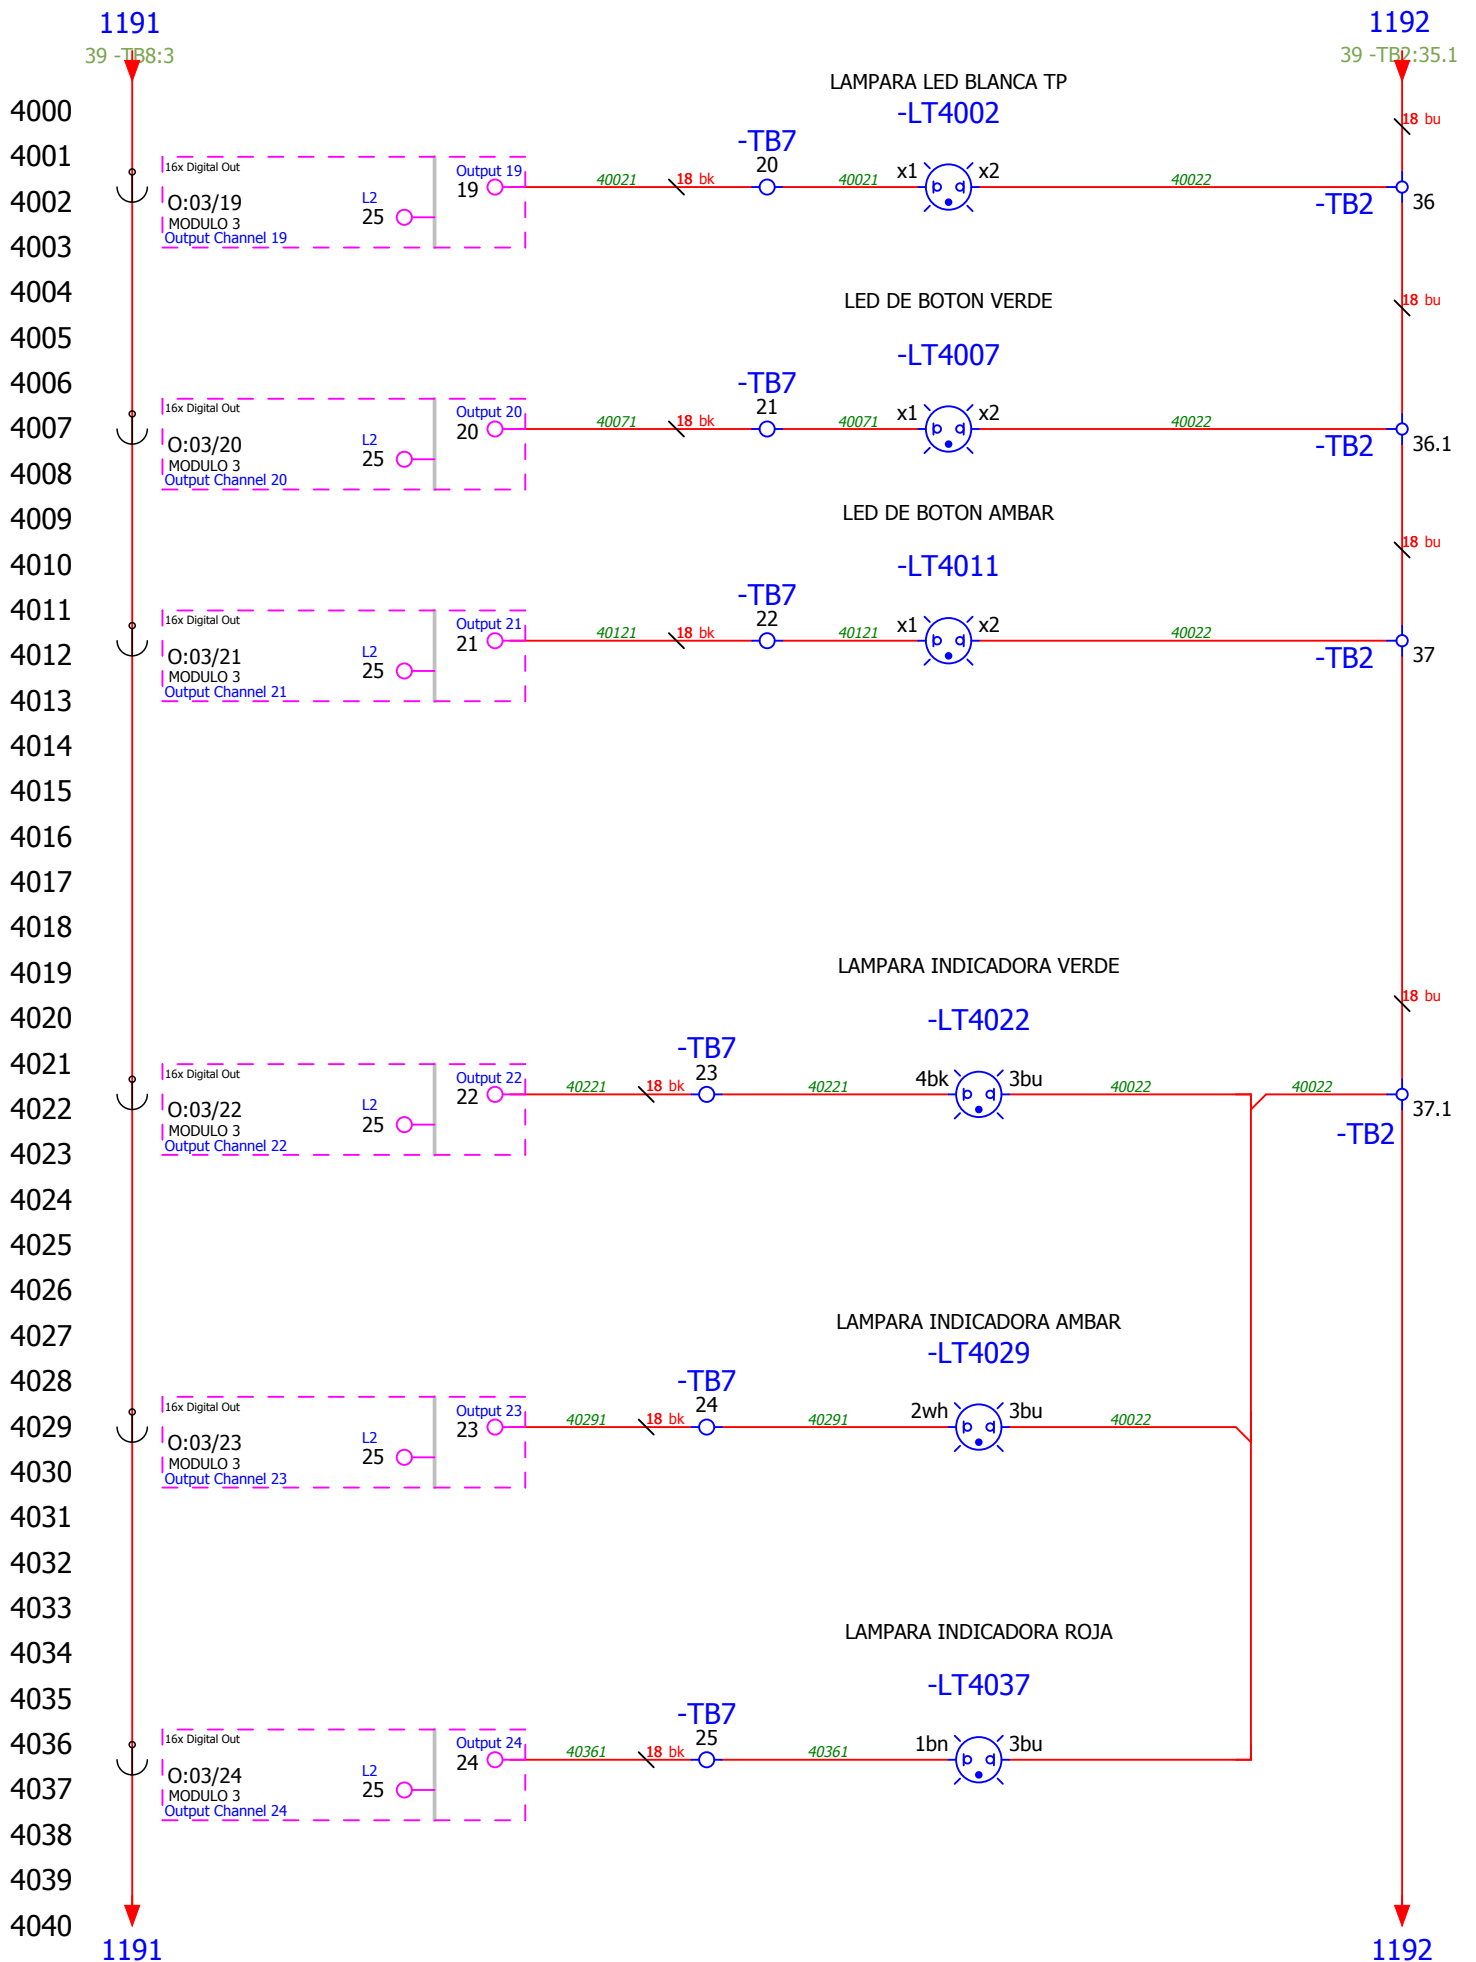 1191
1192
39 -TB8:3
39 -TB2:35.1
LAMPARA LED BLANCA TP
4000
-LT4002
18 bu
-TB7
4001
16x Digital Out
Output 19
20
40021
18 bk
40021
x1
x2
40022
4002
O:03/19
L2
19
-TB2
36
MODULO 3
25
Output Channel 19
4003
4004
LED DE BOTON VERDE
18 bu
4005
-LT4007
4006
-TB7
16x Digital Out
Output 20
21
4007
40071
18 bk
40071
x1
x2
40022
O:03/20
L2
20
-TB2
36.1
MODULO 3
25
4008
Output Channel 20
4009
LED DE BOTON AMBAR
18 bu
4010
-LT4011
-TB7
4011
16x Digital Out
Output 21
22
40121
18 bk
40121
x1
x2
40022
4012
O:03/21
L2
21
-TB2
37
MODULO 3
25
Output Channel 21
4013
4014
4015
4016
4017
4018
4019
LAMPARA INDICADORA VERDE
18 bu
4020
-LT4022
-TB7
4021
16x Digital Out
Output 22
23
40221
18 bk
40221
4bk
3bu
40022
40022
4022
O:03/22
L2
22
37.1
MODULO 3
25
-TB2
Output Channel 22
4023
4024
4025
4026
4027
LAMPARA INDICADORA AMBAR
-LT4029
4028
-TB7
16x Digital Out
Output 23
24
4029
40291
18 bk
40291
2wh
3bu
40022
O:03/23
L2
23
MODULO 3
25
4030
Output Channel 23
4031
4032
4033
4034
LAMPARA INDICADORA ROJA
4035
-LT4037
-TB7
4036
16x Digital Out
Output 24
25
40361
18 bk
40361
1bn
3bu
O:03/24
L2
24
4037
MODULO 3
25
Output Channel 24
4038
4039
4040
1191
1192